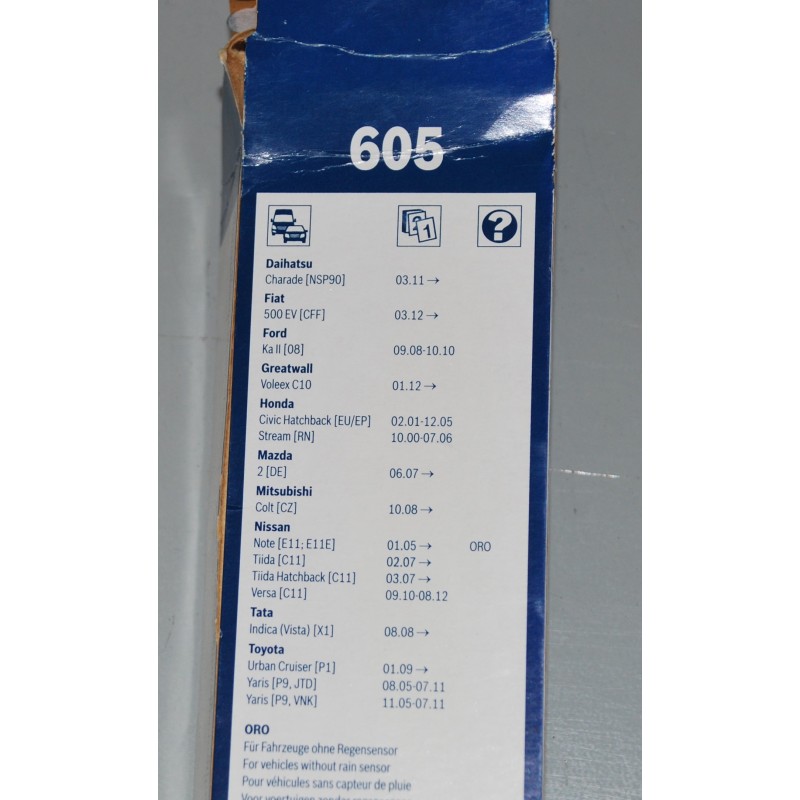 605
1
Daihatsu
Charade [NSP90] 03.11 →
Fiat
500 EV [CFF] 03.12 →
Ford
Ka II [08] 09.08-10.10
Greatwall
Voleex C10 01.12 →
Honda
Civic Hatchback [EU/EP] 02.01-12.05
Stream [RN] 10.00-07.06
Mazda
2 [DE] 06.07 →
Mitsubishi
Colt [CZ] 10.08 →
Nissan
Note [E11; E11E] 01.05 → ORO
Tiida [C11] 02.07 →
Tiida Hatchback [C11] 03.07 →
Versa [C11] 09.10-08.12
Tata
Indica (Vista) [X1] 08.08 →
Toyota
Urban Cruiser [P1] 01.09 →
Yaris [P9, JTD] 08.05-07.11
Yaris [P9, VNK] 11.05-07.11
ORO
Für Fahrzeuge ohne Regensensor
For vehicles without rain sensor
Pour véhicules sans capteur de pluie
Voor voertuigen zonder